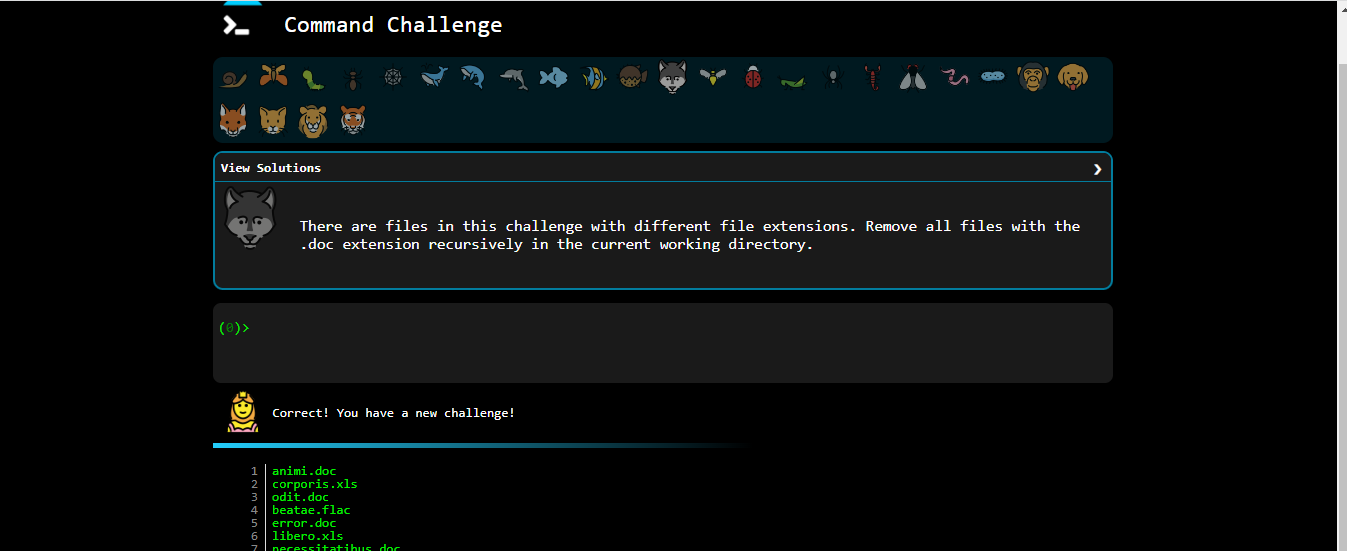 Command Challenge
View Solutions
There are files in this challenge with different file extensions. Remove all files with the
.doc extension recursively in the current working directory.
(0)>
Correct! You have a new challenge!
1 animi.doc
2 corporis.xls
3 odit.doc
4 beatae.flac
5 error.doc
6 libero.xls
7 necessitatibus.doc